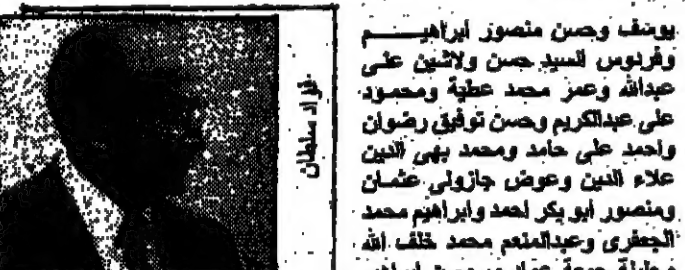 يوسف وحسن منصور ابراهيم
وفردوس السيد حسن ولاشين على
عبدالله وعمر محمد عطية ومحمود
على عبدالكريم وحسن توفيق رضوان
واحمد على حامد ومحمد بهى الدين
علاء الدين وعوض جازولى عثمان
ومنصور ابو بكر احمد وابراهيم محمد
الجعفرى وعبدالمنعم محمد خلف الله
فؤاد سلطان